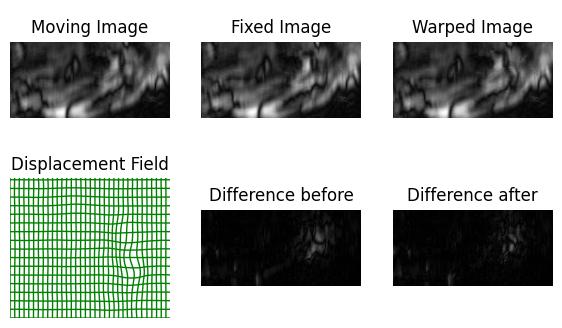 Moving Image
Fixed Image
Warped Image
Displacement Field
Difference before
Difference after